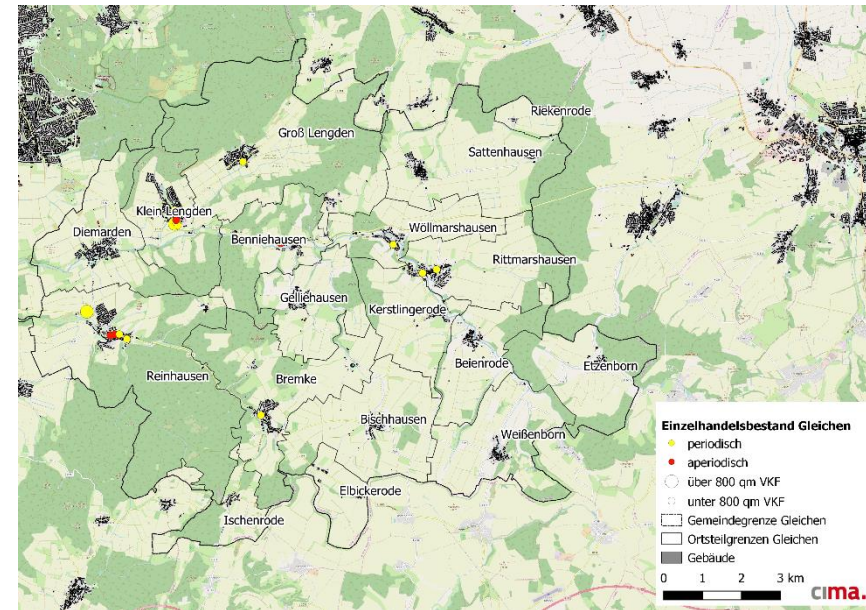 Riekenrode
Groß Lengden
Sattenhausen
Klein Lengden
Wöllmarshausen
Diemarden
Benniehausen
Rittmarshausen
Gelliehausen
Kerstlingerode
Beienrode
Etzenborn
Reinhausen
Bremke
Bischhausen
Weißenborn
Elbickerode
Ischenrode
Einzelhandelsbestand Gleichen
periodisch
aperiodisch
über 800 qm VKF
unter 800 qm VKF
Gemeindegrenze Gleichen
Ortsteilgrenzen Gleichen
Gebäude
0 1 2 3 km
cima.